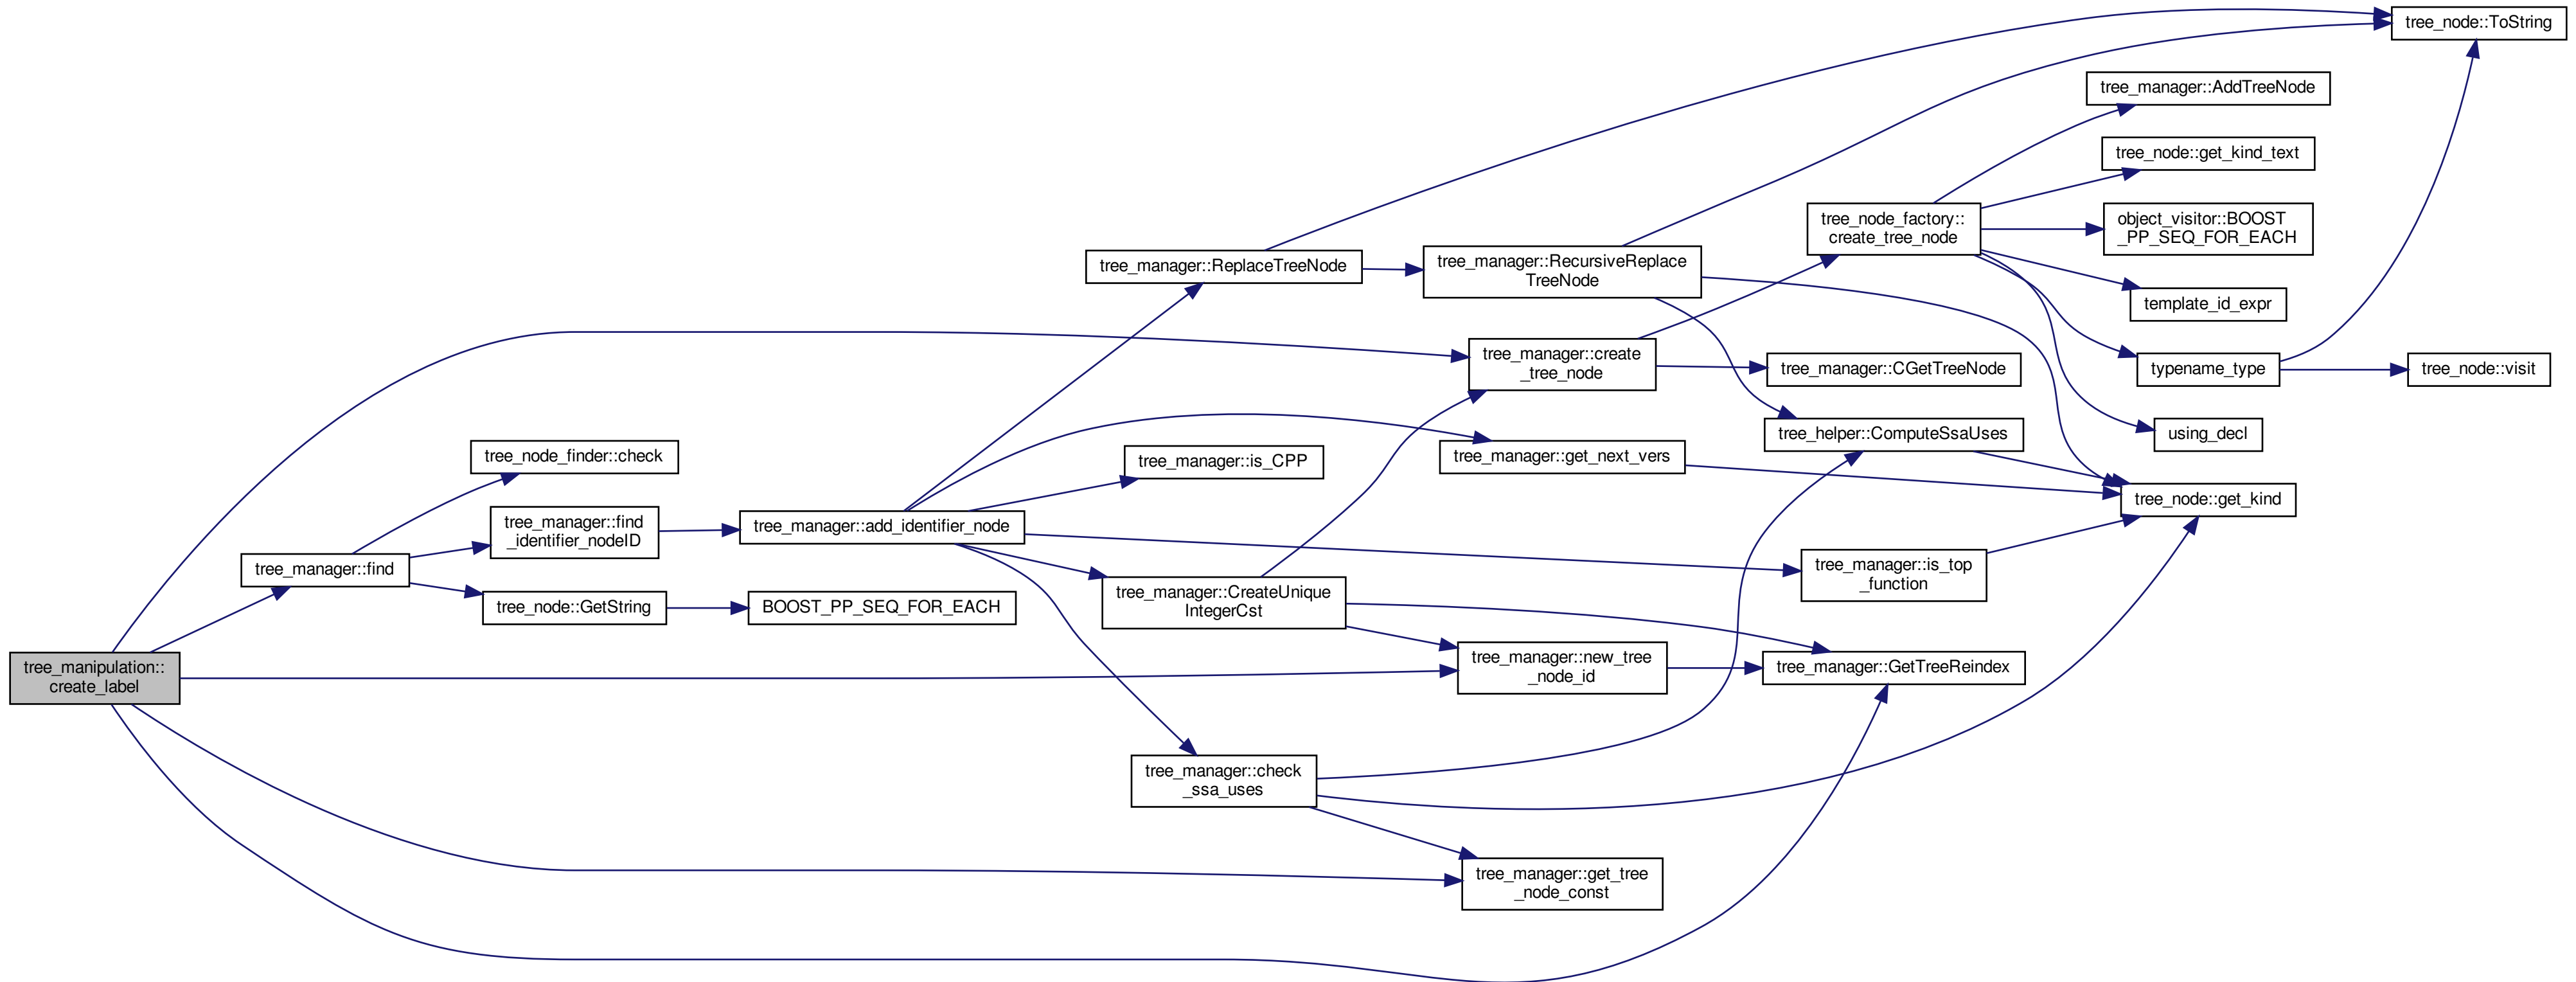 tree_node::ToString
tree_manager::AddTreeNode
tree_node::get_kind_text
tree_node_factory::
create_tree_node
object_visitor::BOOST
_PP_SEQ_FOR_EACH
tree_manager::ReplaceTreeNode
tree_manager::RecursiveReplace
TreeNode
template_id_expr
tree_manager::create
_tree_node
tree_manager::CGetTreeNode
typename_type
tree_node::visit
tree_helper::ComputeSsaUses
using_decl
tree_node_finder::check
tree_manager::is_CPP
tree_manager::get_next_vers
tree_node::get_kind
tree_manager::find
_identifier_nodeID
tree_manager::add_identifier_node
tree_manager::find
tree_manager::is_top
_function
tree_node::GetString
BOOST_PP_SEQ_FOR_EACH
tree_manager::CreateUnique
IntegerCst
tree_manipulation::
create_label
tree_manager::new_tree
_node_id
tree_manager::GetTreeReindex
tree_manager::check
_ssa_uses
tree_manager::get_tree
_node_const